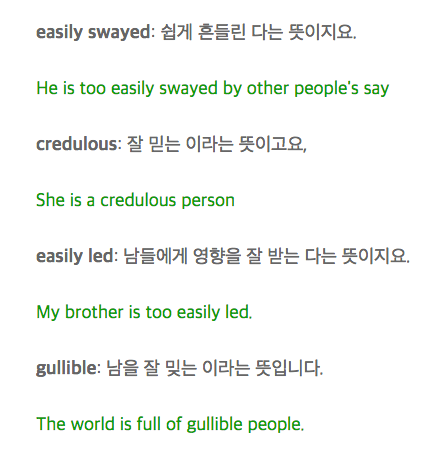 easily swayed: 쉽게 흔들린 다는 뜻이지요.
He is too easily swayed by other people's say
credulous: 잘 믿는 이라는 뜻이고요,
She is a credulous person
easily led: 남들에게 영향을 잘 받는 다는 뜻이지요.
My brother is too easily led.
gullible: 남을 잘 믿는 이라는 뜻입니다.
The world is full of gullible people.